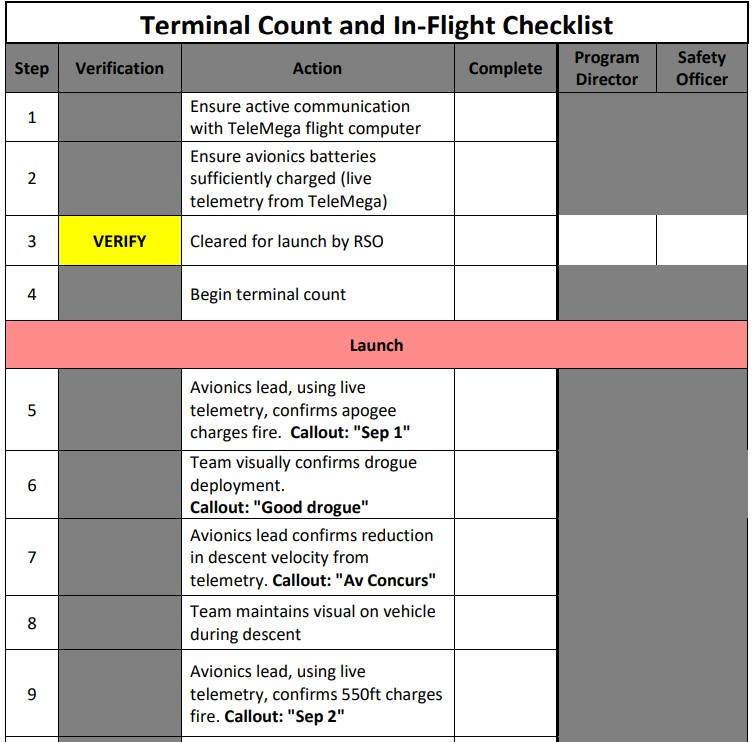 Terminal Count and In-Flight Checklist
Step Verification Action Complete Program Director Safety Officer
1
Ensure active communication
with TeleMega flight computer
2
Ensure avionics batteries
sufficiently charged (live
telemetry from TeleMega)
3 VERIFY Cleared for launch by RSO
4 Begin terminal count
Launch
5
Avionics lead, using live
telemetry, confirms apogee
charges fire. Callout: "Sep 1"
6
Team visually confirms drogue
deployment.
Callout: "Good drogue"
7
Avionics lead confirms reduction
in descent velocity from
telemetry. Callout: "Av Concurs"
8
Team maintains visual on vehicle
during descent
9
Avionics lead, using live
telemetry, confirms 550ft charges
fire. Callout: "Sep 2"